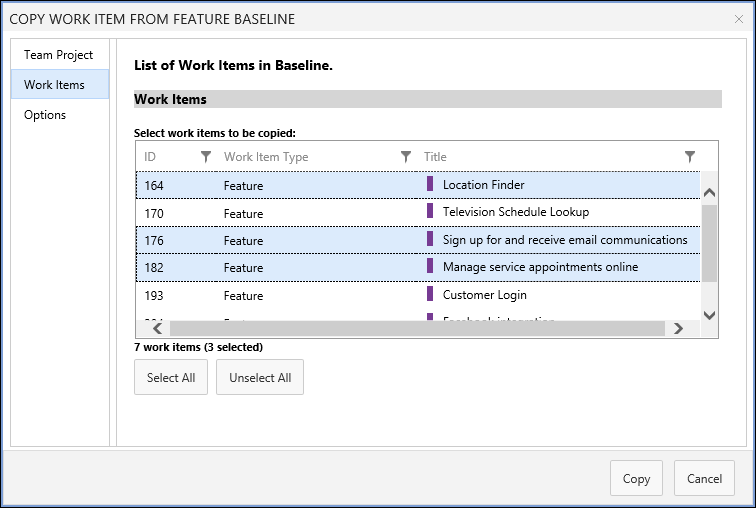 COPY WORK ITEM FROM FEATURE BASELINE
Team Project
Work Items
Options
List of Work Items in Baseline.
Work Items
Select work items to be copied:
ID Work Item Type Title
164 Feature Location Finder
170 Feature Television Schedule Lookup
176 Feature Sign up for and receive email communications
182 Feature Manage service appointments online
193 Feature Customer Login
Facebook integration
7 work items (3 selected)
Select All Unselect All
Copy Cancel